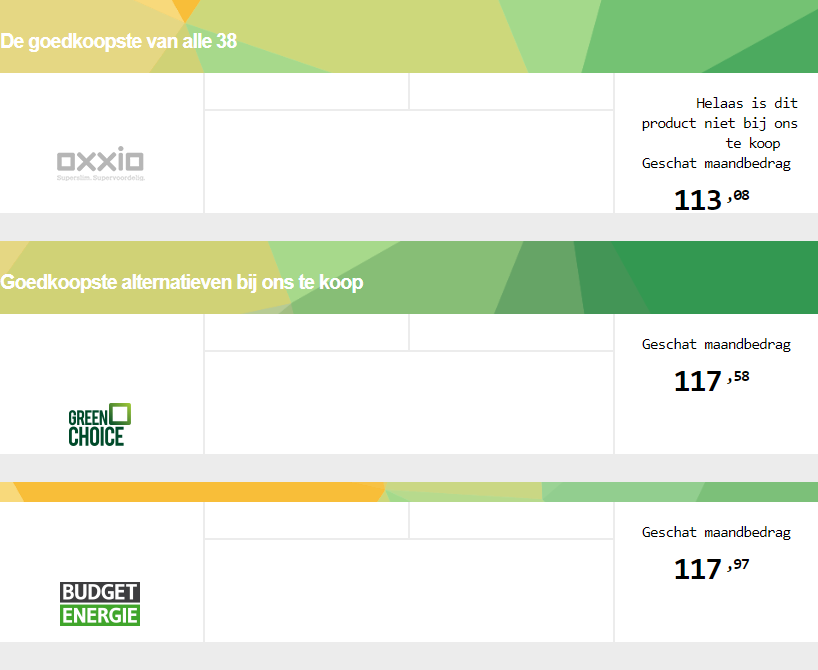 De goedkoopste van alle 38
Helaas is dit
product niet bij ons
te koop
Geschat maandbedrag
oxxio
Superslim. Supervoordelig.
113 ,08
Goedkoopste alternatieven bij ons te koop
Geschat maandbedrag
117 ,58
GREEN
CHOICE
Geschat maandbedrag
117 ,97
BUDGET
ENERGIE